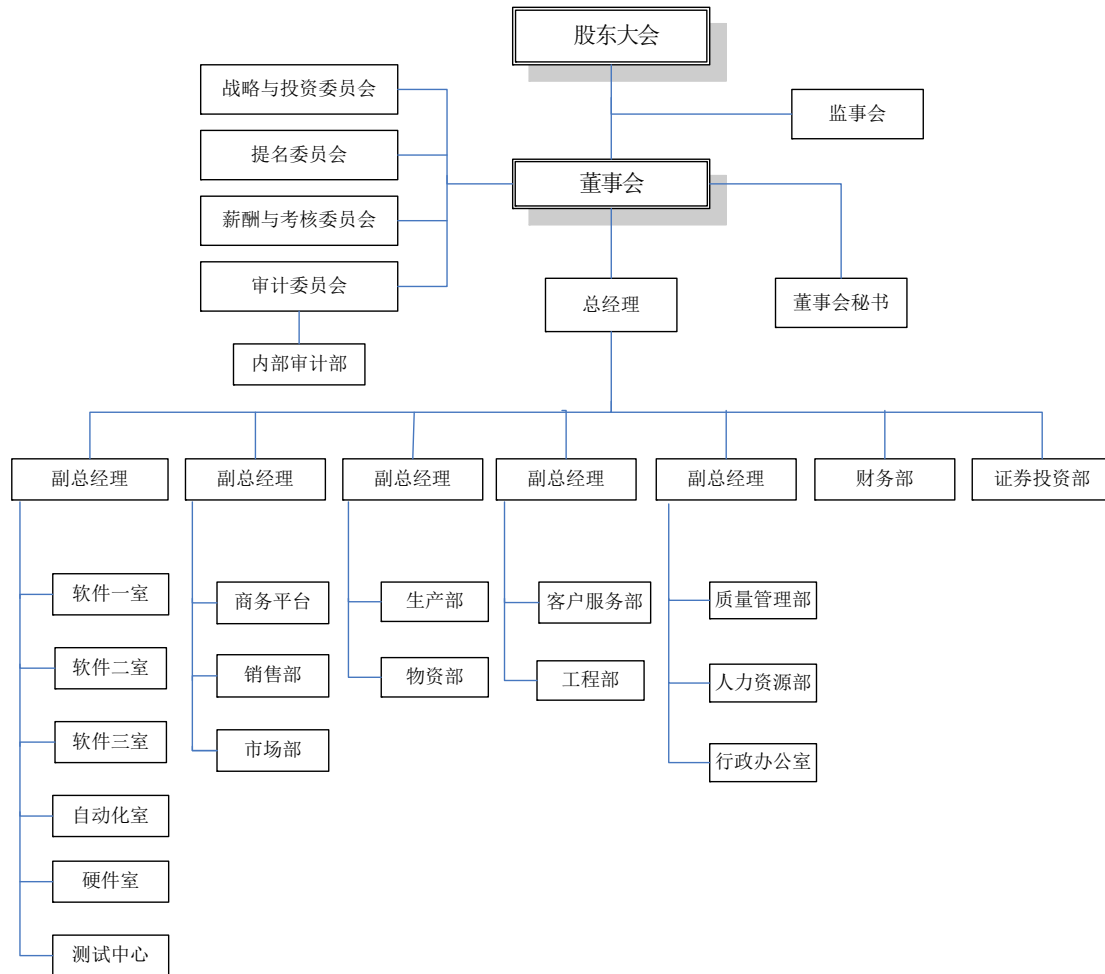 股东大会
战略与投资委员会
监事会
提名委员会
董事会
薪酬与考核委员会
审计委员会
总经理
董事会秘书
内部审计部
副总经理
副总经理
副总经理
副总经理
副总经理
财务部
证券投资部
软件一室
商务平台
生产部
客户服务部
质量管理部
软件二室
销售部
物资部
工程部
人力资源部
软件三室
市场部
行政办公室
自动化室
硬件室
测试中心